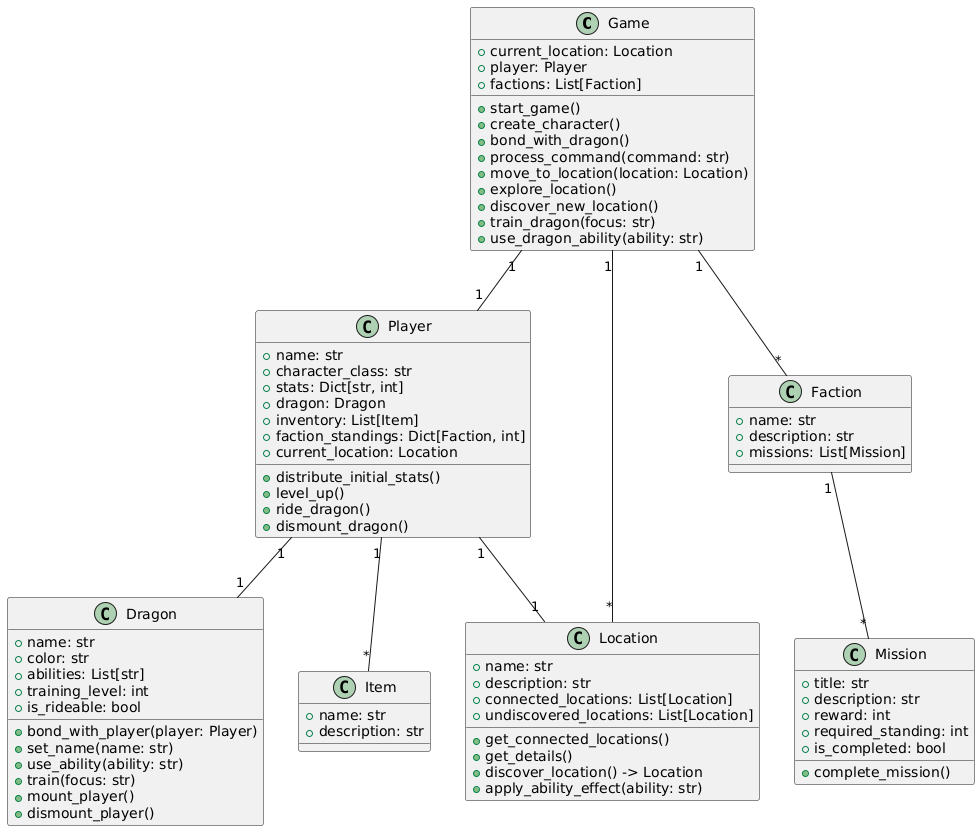 C Game
current_location: Location
player: Player
factions: List[Faction]
start_game()
create_character()
bond_with_dragon()
process_command(command: str)
move_to_location(location: Location)
explore_location()
discover_new_location()
train_dragon(focus: str)
use_dragon_ability(ability: str)
1 1 1
1
C Player
name: str
character_class: str
stats: Dict[str, int]
dragon: Dragon
inventory: List[Item]
faction_standings: Dict[Faction, int]
current_location: Location
distribute_initial_stats()
level_up()
ride_dragon()
dismount_dragon()
*
C Faction
name: str
description: str
missions: List[Mission]
1
1 1 1
1
C Dragon
name: str
color: str
abilities: List[str]
training_level: int
is_rideable: bool
bond_with_player(player: Player)
set_name(name: str)
use_ability(ability: str)
train(focus: str)
mount_player()
dismount_player()
*
C Item
name: str
description: str
1 *
C Location
name: str
description: str
connected_locations: List[Location]
undiscovered_locations: List[Location]
get_connected_locations()
get_details()
discover_location() -> Location
apply_ability_effect(ability: str)
*
C Mission
title: str
description: str
reward: int
required_standing: int
is_completed: bool
complete_mission()